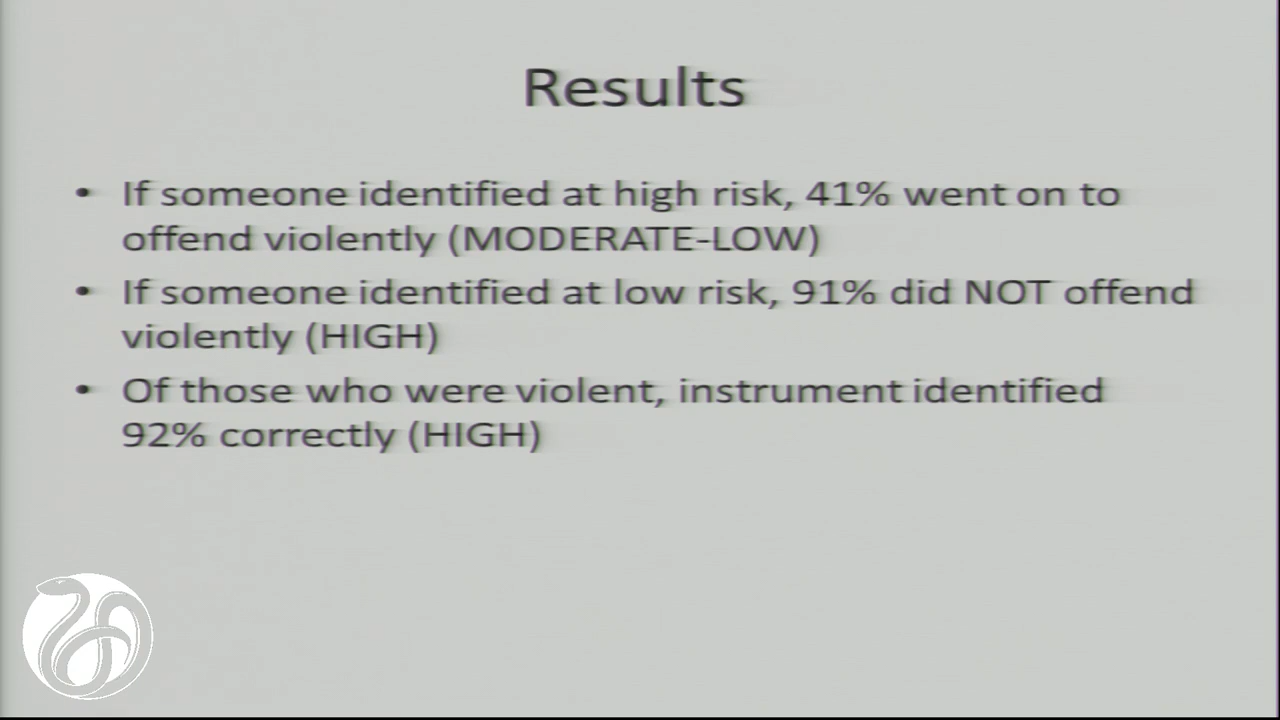 Results
• If someone identified at high risk, 41% went on to
offend violently (MODERATE-LOW)
• If someone identified at low risk, 91% did NOT offend
violently (HIGH)
• Of those who were violent, instrument identified
92% correctly (HIGH)